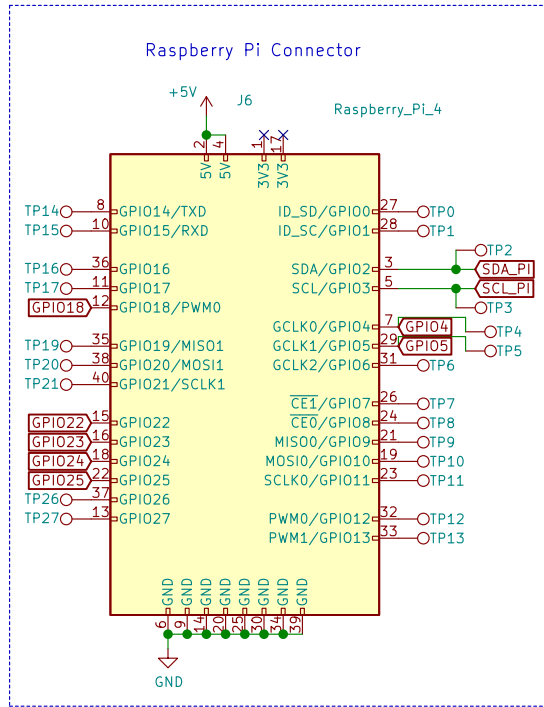 Raspberry Pi Connector
+5V
J6
Raspberry_Pi_4
2 4 1 17
5V 5V 3V3 3V3
TP14 8 GPIO14/TXD ID_SD/GPIO0 27 TP0
TP15 10 GPIO15/RXD ID_SC/GPIO1 28 TP1
TP2
TP16 36 GPIO16 SDA/GPIO2 3 SDA_PI
TP17 11 GPIO17 SCL/GPIO3 5 SCL_PI
GPIO18 12 GPIO18/PWM0 TP3
GCLK0/GPIO4 7 GPIO4 TP4
TP19 35 GPIO19/MISO1 GCLK1/GPIO5 29 GPIO5 TP5
TP20 38 GPIO20/MOSI1 GCLK2/GPIO6 31 TP6
TP21 40 GPIO21/SCLK1
CE1/GPIO7 26 TP7
GPIO22 15 GPIO22 CE0/GPIO8 24 TP8
GPIO23 16 GPIO23 MISO0/GPIO9 21 TP9
GPIO24 18 GPIO24 MOSI0/GPIO10 19 TP10
GPIO25 22 GPIO25 SCLK0/GPIO11 23 TP11
TP26 37 GPIO26
TP27 13 GPIO27 PWM0/GPIO12 32 TP12
PWM1/GPIO13 33 TP13
GND GND GND GND GND GND GND GND
6 9 14 20 25 30 34 39
GND